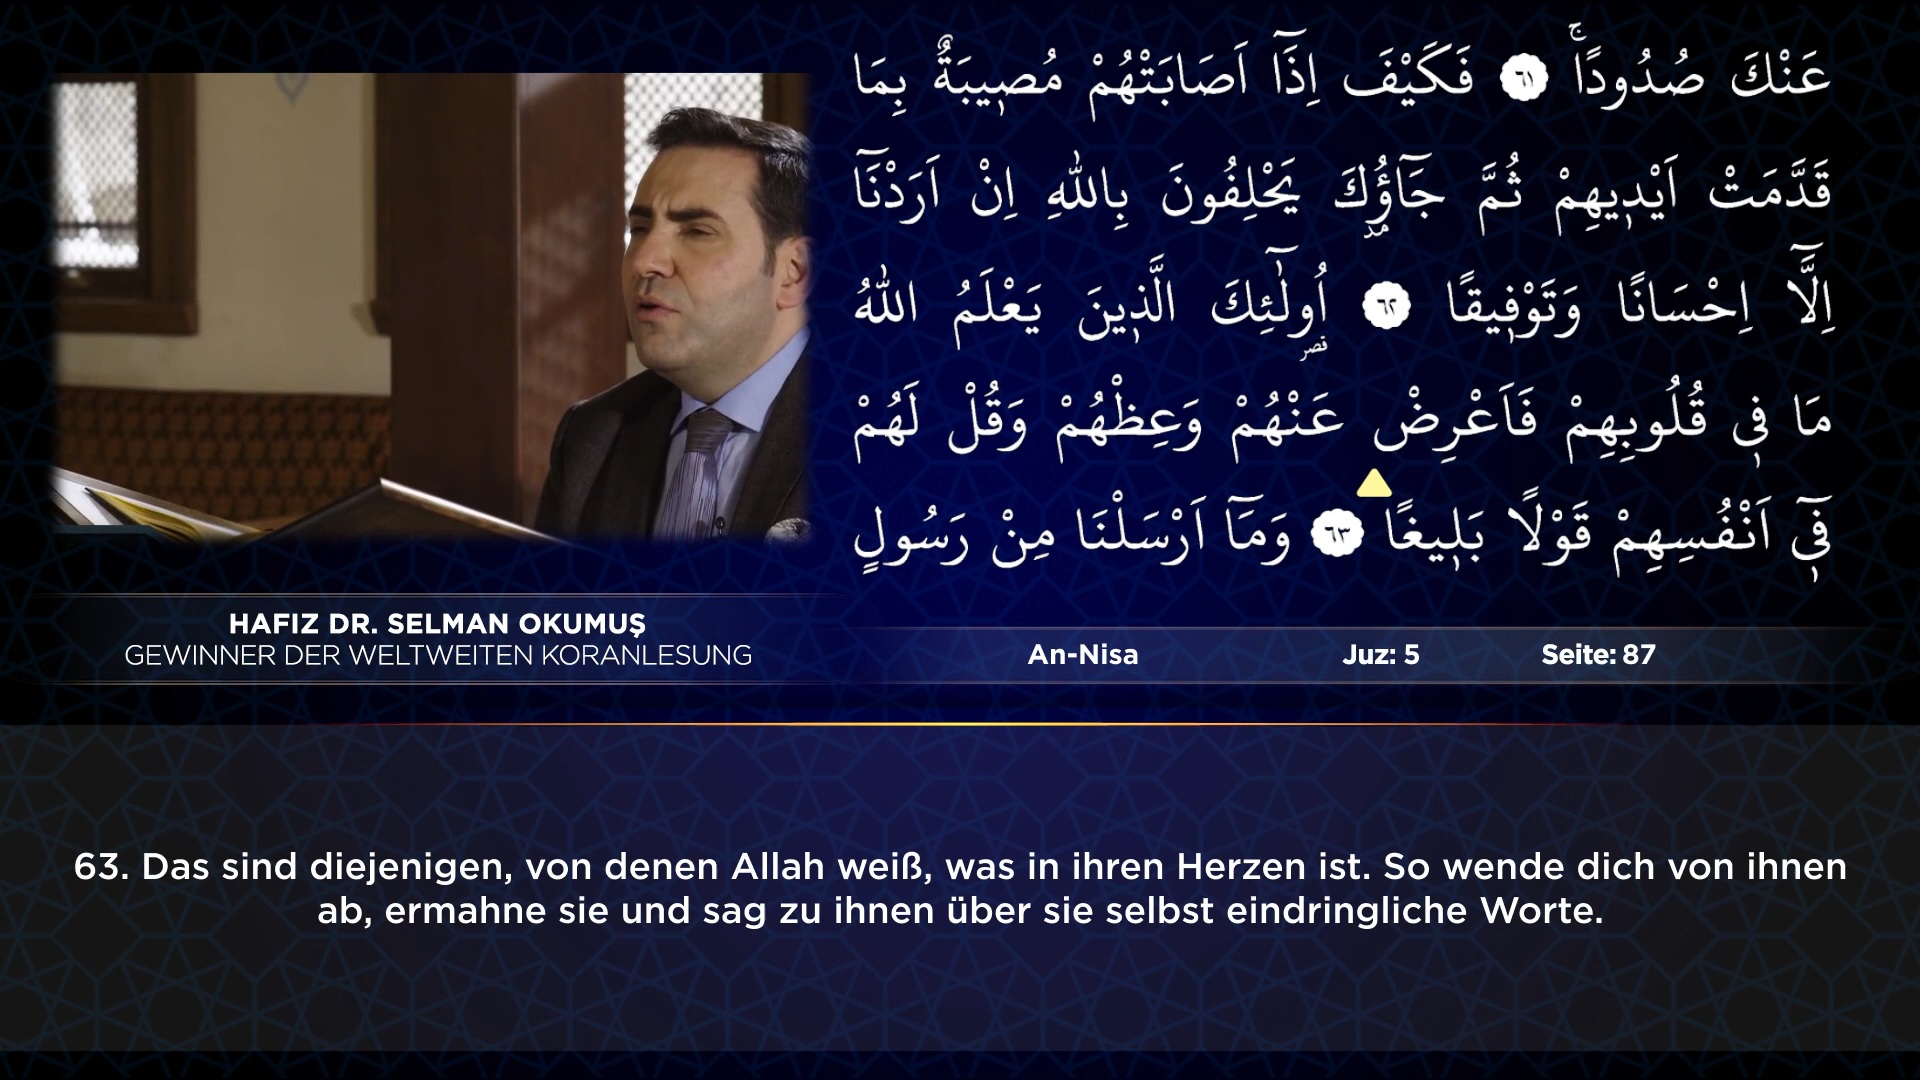 عَنْكَ صُدُودًاۚ ٦١ فَكَيْفَ اِذَٓا اَصَابَتْهُمْ مُصٖيبَةٌ بِمَا
قَدَّمَتْ اَيْدٖيهِمْ ثُمَّ جَٓاؤُ۫كَ يَحْلِفُونَ بِاللّٰهِ اِنْ اَرَدْنَٓا
اِلَّٓا اِحْسَانًا وَتَوْفٖيقًا ٦٢ اُو۬لٰٓئِكَ الَّذٖينَ يَعْلَمُ اللّٰهُ
مَا فٖي قُلُوبِهِمْ فَاَعْرِضْ عَنْهُمْ وَعِظْهُمْ وَقُلْ لَهُمْ
فٖٓي اَنْفُسِهِمْ قَوْلًا بَلٖيغًا ٦٣ وَمَٓا اَرْسَلْنَا مِنْ رَسُولٍ
HAFIZ DR. SELMAN OKUMUŞ
GEWINNER DER WELTWEITEN KORANLESUNG
An-Nisa Juz: 5 Seite: 87
63. Das sind diejenigen, von denen Allah weiß, was in ihren Herzen ist. So wende dich von ihnen
ab, ermahne sie und sag zu ihnen über sie selbst eindringliche Worte.